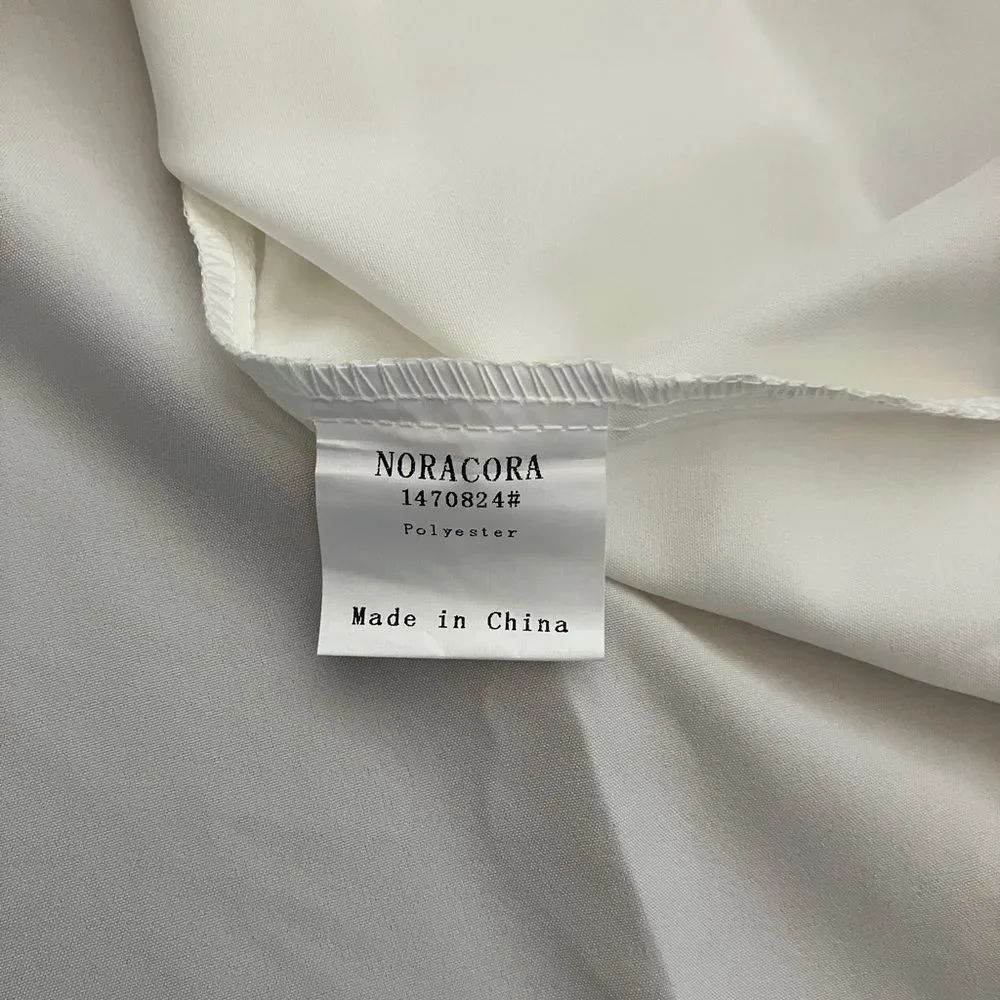 NORACORA
1470824#
Polyester
Made in China